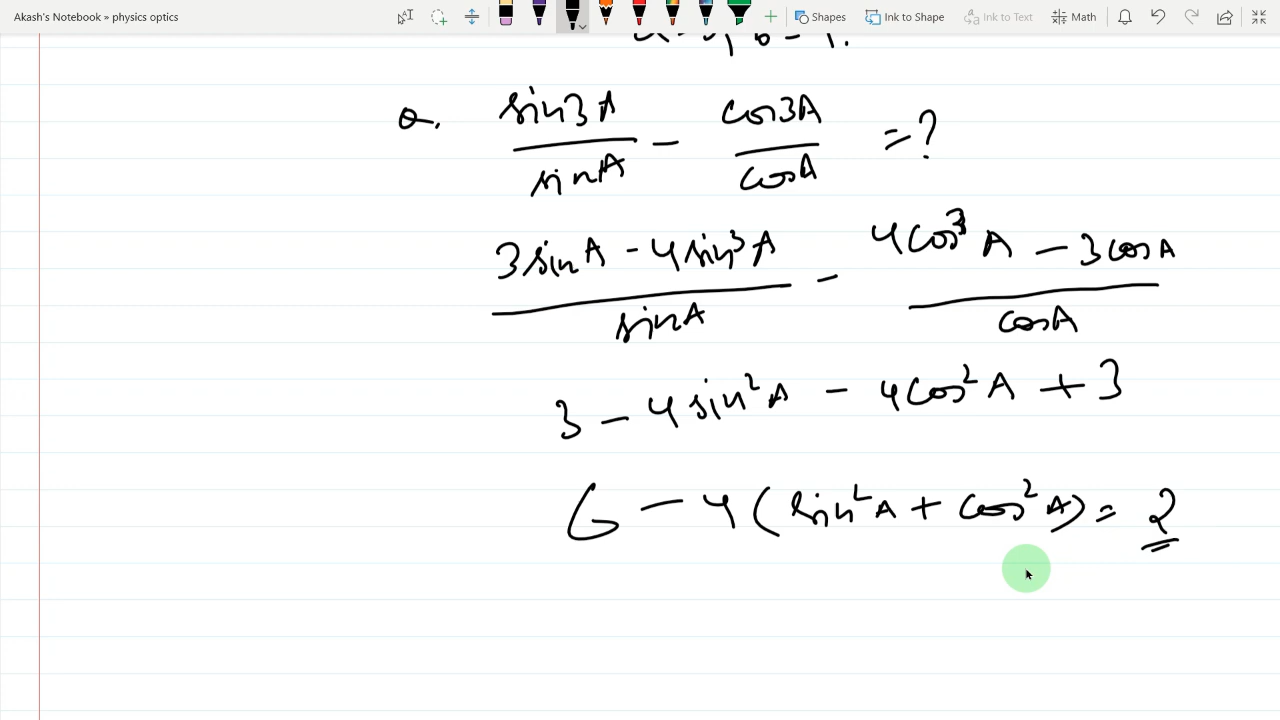 Akash's Notebook » physics optics
Shapes Ink to Shape Ink to Text Math
Q. sin3A/sinA - cos3A/cosA = ?
3sinA - 4sin³A/sinA - 4cos³A - 3cosA/cosA
3 - 4sin²A - 4cos²A + 3
6 - 4(sin²A + cos²A) = 2